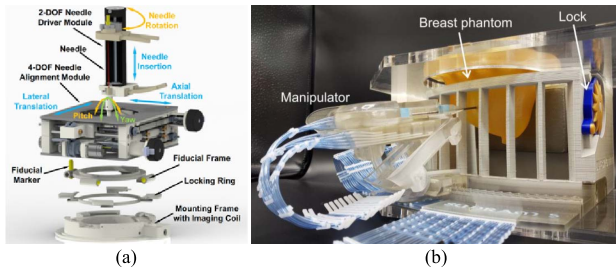 2-DOF Needle
Driver Module
Needle
Rotation
Needle
Needle
Insertion
4-DOF Needle
Alignment Module
Axial
Translation
Lateral
Translation
Pitch
Yaw
Fiducial
Marker
Fiducial Frame
Locking Ring
Mounting Frame
with Imaging Coil
(a)
Breast phantom
Lock
Manipulator
(b)